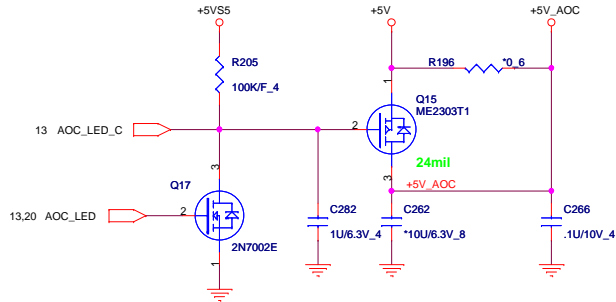 +5VS5
+5V
+5V_AOC
R205
100K/F_4
R196
*0_6
1
Q15
ME2303T1
13 AOC_LED_C
2
3
24mil
3
+5V_AOC
Q17
13,20 AOC_LED
2
2N7002E
1
C282
1U/6.3V_4
C262
*10U/6.3V_8
C266
.1U/10V_4